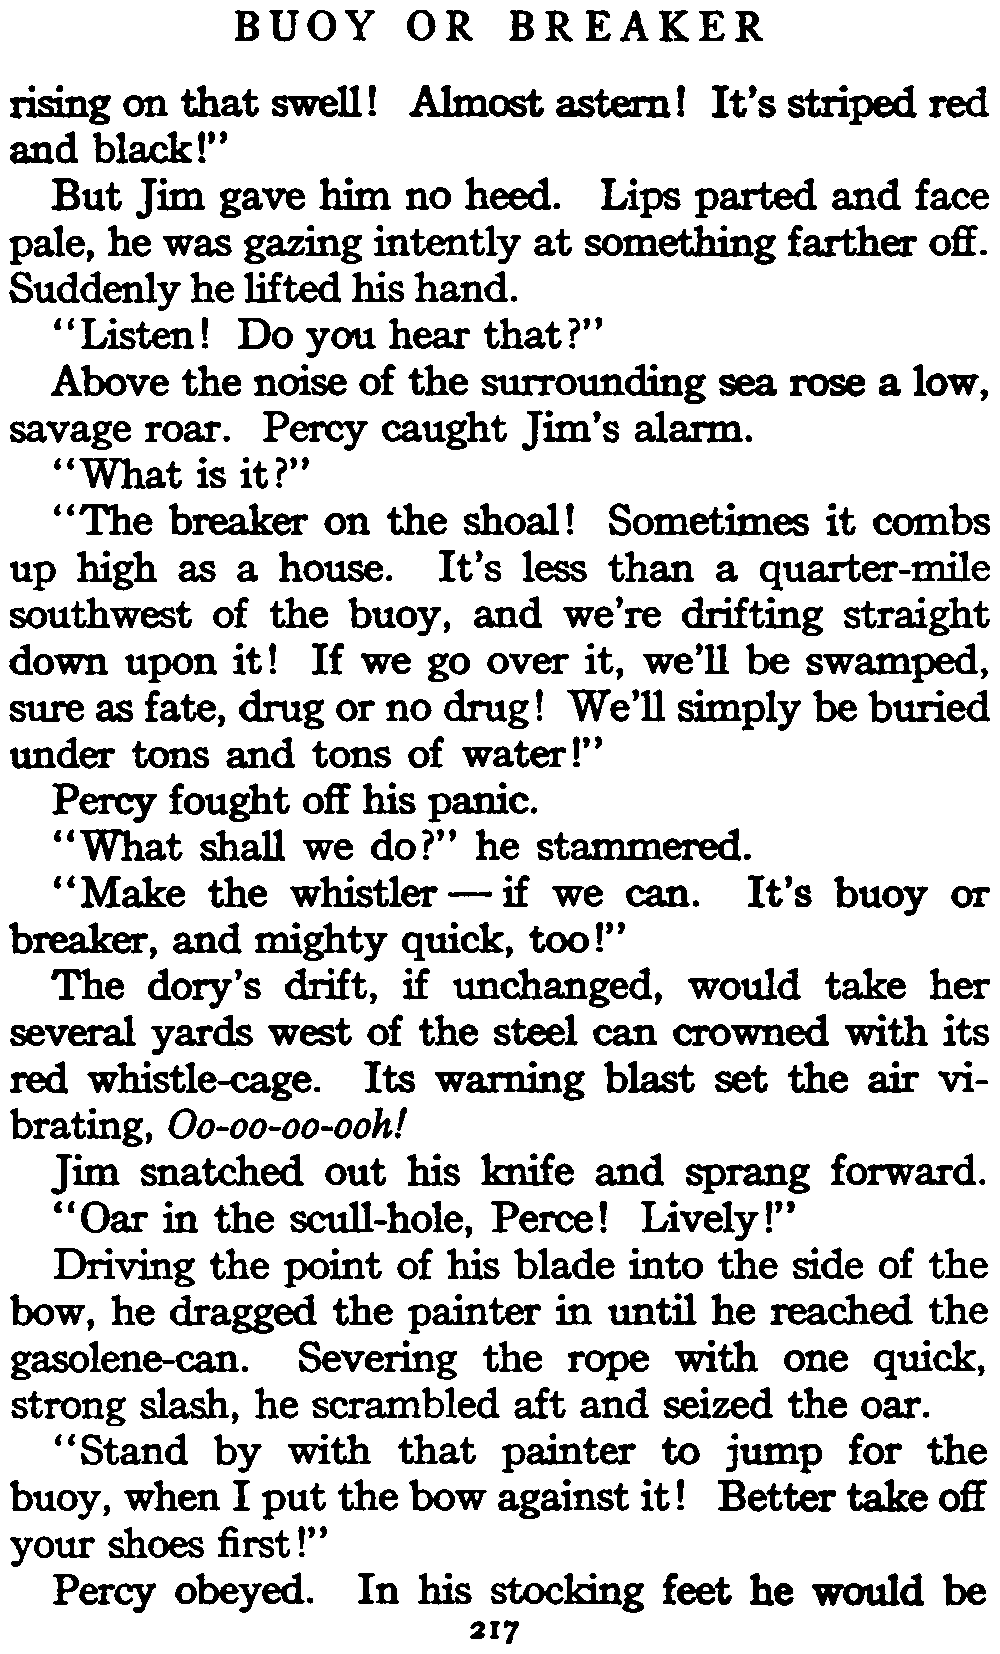 BUOY OR BREAKER
rising on that swell! Almost astern! It's striped red
and black!"
But Jim gave him no heed. Lips parted and face
pale, he was gazing intently at something farther off.
Suddenly he lifted his hand.
"Listen! Do you hear that?"
Above the noise of the surrounding sea rose a low,
savage roar. Percy caught Jim's alarm.
"What is it?"
"The breaker on the shoal! Sometimes it combs
up high as a house. It's less than a quarter-mile
southwest of the buoy, and we're drifting straight
down upon it! If we go over it, we'll be swamped,
sure as fate, drug or no drug! We'll simply be buried
under tons and tons of water!"
Percy fought off his panic.
"What shall we do?" he stammered.
"Make the whistler — if we can. It's buoy or
breaker, and mighty quick, too!"
The dory's drift, if unchanged, would take her
several yards west of the steel can crowned with its
red whistle-cage. Its warning blast set the air vi-
brating, Oo-oo-oo-ooh!
Jim snatched out his knife and sprang forward.
"Oar in the scull-hole, Perce! Lively!"
Driving the point of his blade into the side of the
bow, he dragged the painter in until he reached the
gasolene-can. Severing the rope with one quick,
strong slash, he scrambled aft and seized the oar.
"Stand by with that painter to jump for the
buoy, when I put the bow against it! Better take off
your shoes first!"
Percy obeyed. In his stocking feet he would be
217